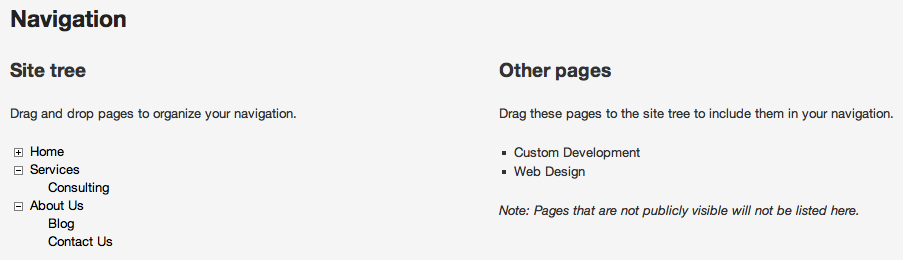 Navigation
Site tree
Drag and drop pages to organize your navigation.
Home
Services
Consulting
About Us
Blog
Contact Us
Other pages
Drag these pages to the site tree to include them in your navigation.
Custom Development
Web Design
Note: Pages that are not publicly visible will not be listed here.